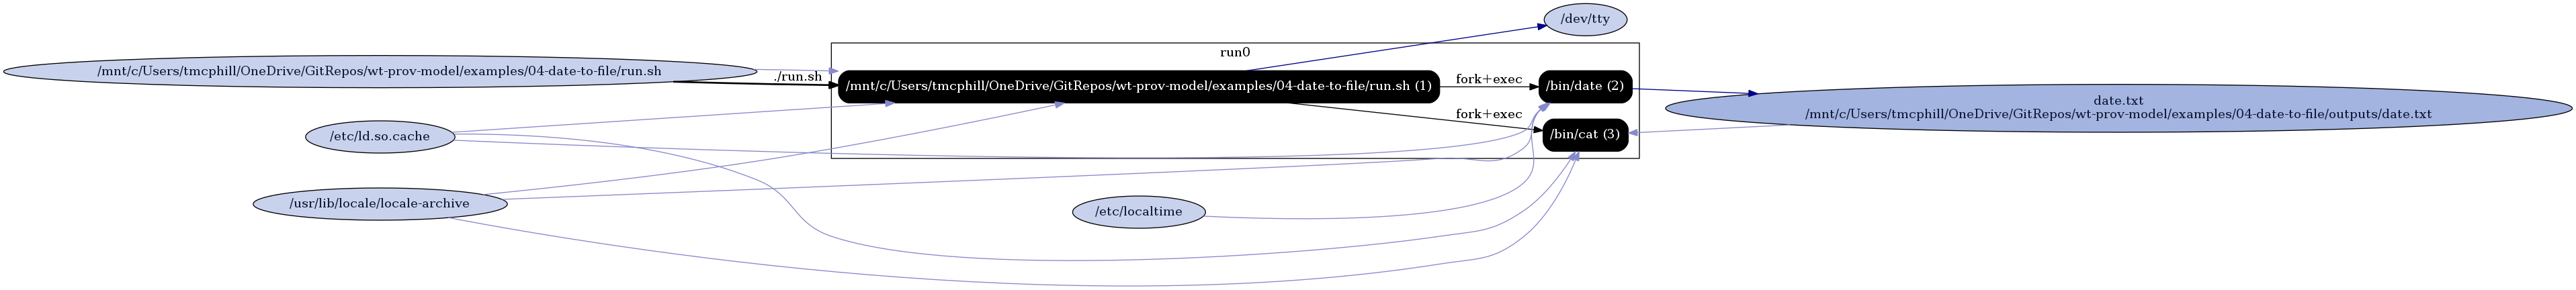 /dev/tty
run0
/mnt/c/Users/tmcphill/OneDrive/GitRepos/wt-prov-model/examples/04-date-to-file/run.sh
./run.sh
/mnt/c/Users/tmcphill/OneDrive/GitRepos/wt-prov-model/examples/04-date-to-file/run.sh (1)
fork+exec
/bin/date (2)
date.txt
/mnt/c/Users/tmcphill/OneDrive/GitRepos/wt-prov-model/examples/04-date-to-file/outputs/date.txt
fork+exec
/bin/cat (3)
/etc/ld.so.cache
/usr/lib/locale/locale-archive
/etc/localtime